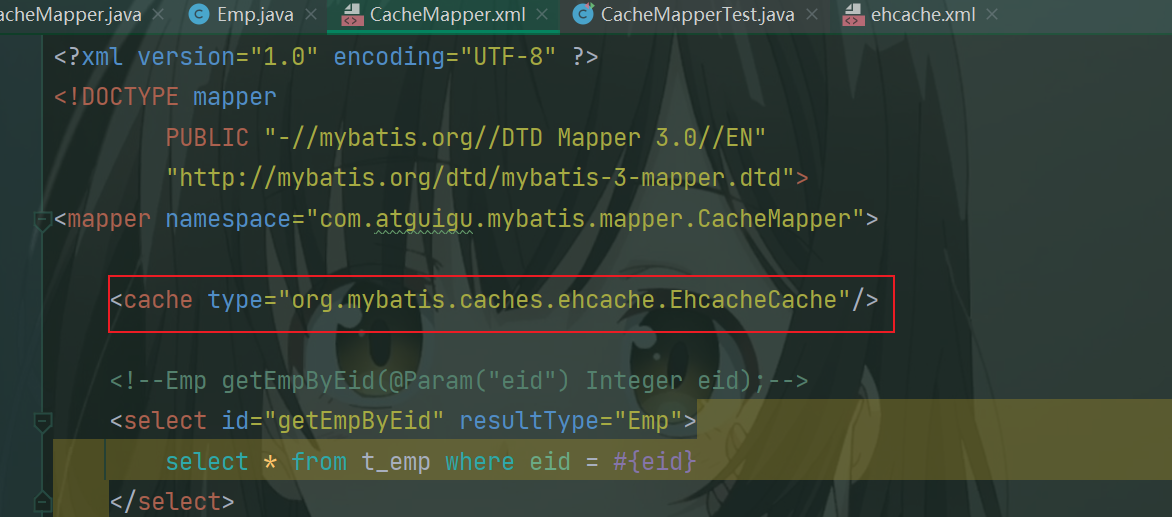 acheMapper.java Emp.java CacheMapper.xml CacheMapperTest.java ehcache.xml
<?xml version="1.0" encoding="UTF-8" ?>
<!DOCTYPE mapper
PUBLIC "-//mybatis.org//DTD Mapper 3.0//EN"
"http://mybatis.org/dtd/mybatis-3-mapper.dtd">
<mapper namespace="com.atguigu.mybatis.mapper.CacheMapper">
<cache type="org.mybatis.caches.ehcache.EhcacheCache"/>
<!--Emp getEmpByEid(@Param("eid") Integer eid);-->
<select id="getEmpByEid" resultType="Emp">
select * from t_emp where eid = #{eid}
</select>